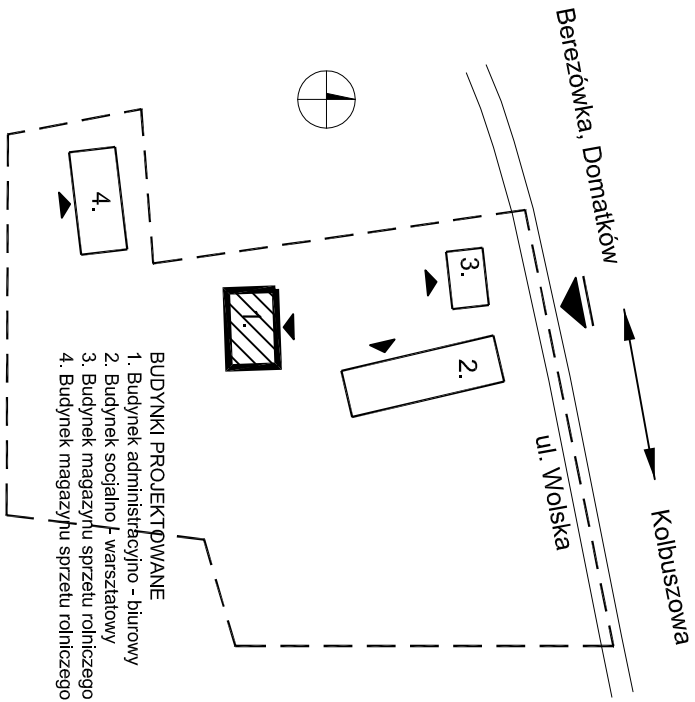 Berezówka, Domatków
Kolbuszowa
ul. Wolska
3.
2.
1.
4.
BUDYNKI PROJEKTOWANE
1. Budynek administracyjno - biurowy
2. Budynek socjalno - warsztatowy
3. Budynek magazynu sprzetu rolniczego
4. Budynek magazynu sprzetu rolniczego